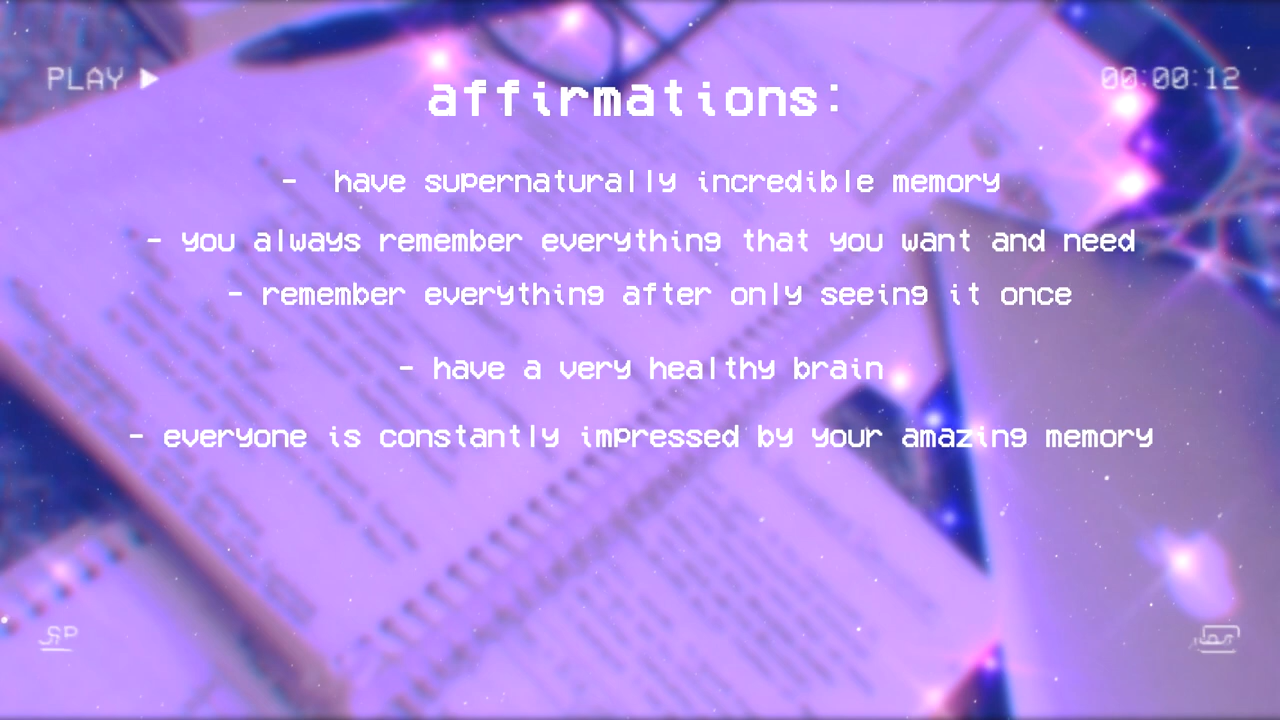 PLAY ▶
00:00:12
affirmations:
- have supernaturally incredible memory
- you always remember everything that you want and need
- remember everything after only seeing it once
- have a very healthy brain
- everyone is constantly impressed by your amazing memory
SP